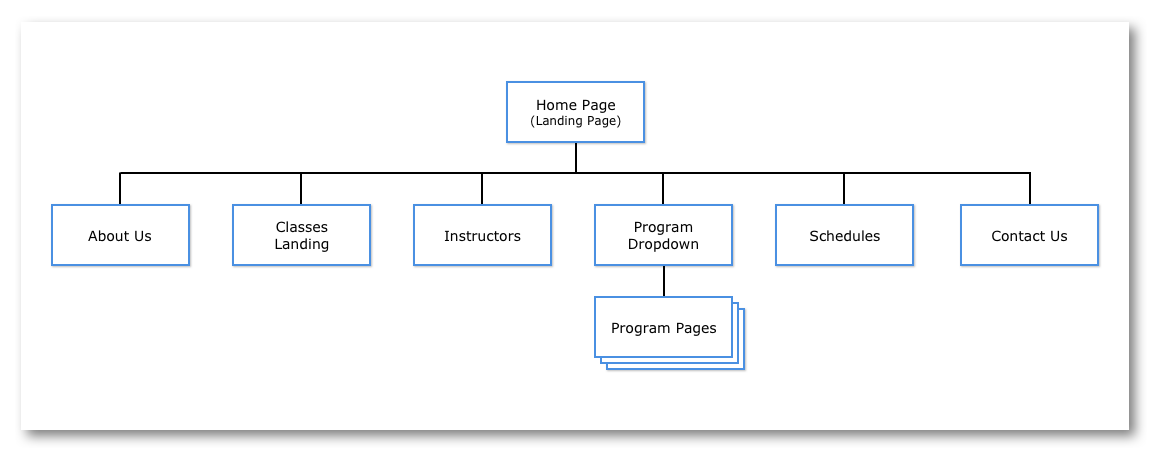 Home Page
(Landing Page)
About Us
Classes
Landing
Instructors
Program
Dropdown
Schedules
Contact Us
Program Pages